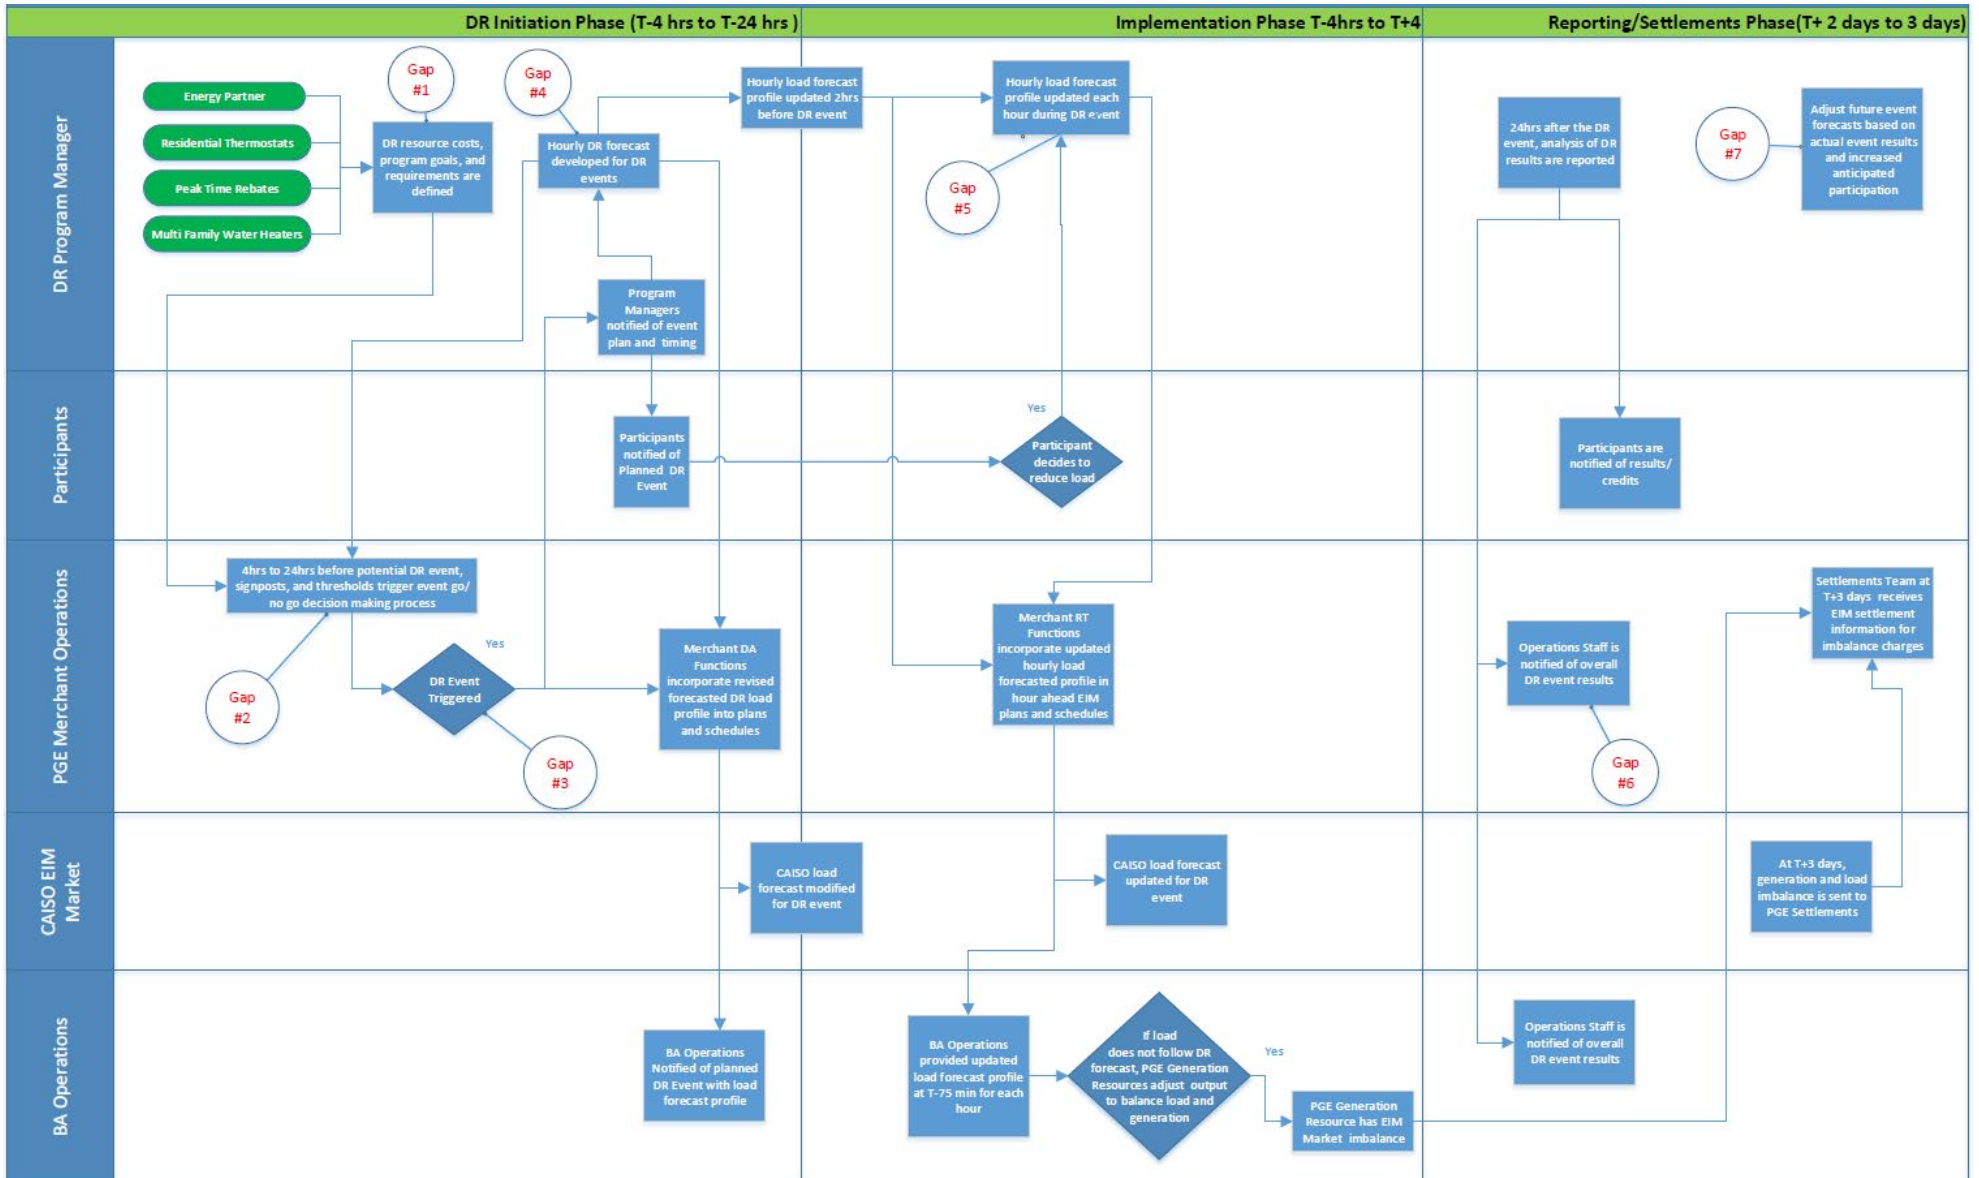 DR Initiation Phase (T-4 hrs to T-24 hrs )
Implementation Phase T-4hrs to T+4
Reporting/Settlements Phase(T+ 2 days to 3 days)
DR Program Manager
Energy Partner
Residential Thermostats
Peak Time Rebates
Multi Family Water Heaters
Gap
#1
DR resource costs,
program goals, and
requirements are
defined
Gap
#4
Hourly DR forecast
developed for DR
events
Program
Managers
notified of event
plan and timing
Hourly load forecast
profile updated 2hrs
before DR event
Hourly load forecast
profile updated each
hour during DR event
Gap
#5
24hrs after the DR
event, analysis of DR
results are reported
Gap
#7
Adjust future event
forecasts based on
actual event results
and increased
anticipated
participation
Participants
Participants
notified of
Planned DR
Event
Yes
Participant
decides to
reduce load
Participants are
notified of results/
credits
PGE Merchant Operations
4hrs to 24hrs before potential DR event,
signposts, and thresholds trigger event go/
no go decision making process
Gap
#2
DR Event
Triggered
Yes
Gap
#3
Merchant DA
Functions
incorporate revised
forecasted DR load
profile into plans
and schedules
Merchant RT
Functions
incorporate updated
hourly load
forecasted profile in
hour ahead EIM
plans and schedules
Operations Staff is
notified of overall
DR event results
Gap
#6
Settlements Team at
T+3 days receives
EIM settlement
information for
imbalance charges
CAISO EIM
Market
CAISO load
forecast modified
for DR event
CAISO load forecast
updated for DR
event
At T+3 days,
generation and load
imbalance is sent to
PGE Settlements
BA Operations
BA Operations
Notified of planned
DR Event with load
forecast profile
BA Operations
provided updated
load forecast profile
at T-75 min for each
hour
If load
does not follow DR
forecast, PGE Generation
Resources adjust output
to balance load and
generation
Yes
PGE Generation
Resource has EIM
Market imbalance
Operations Staff is
notified of overall
DR event results